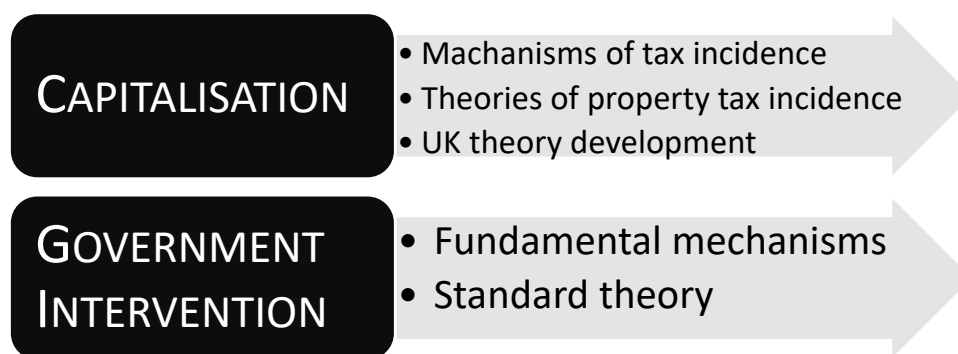 CAPITALISATION
• Machanisms of tax incidence
• Theories of property tax incidence
• UK theory development
GOVERNMENT
INTERVENTION
• Fundamental mechanisms
• Standard theory